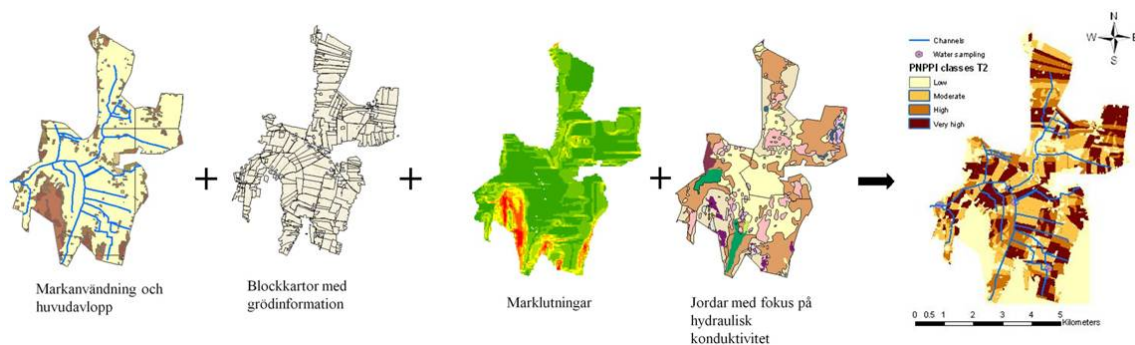 Markanvändning och
huvudavlopp
Blockkartor med
grödinformation
Marklutningar
Jordar med fokus på
hydraulisk
konduktivitet
N
W E
S
Channels
Water sampling
PNPPI classes T2
Low
Moderate
High
Very high
0 0.5 1 2 3 4 5
Kilometers